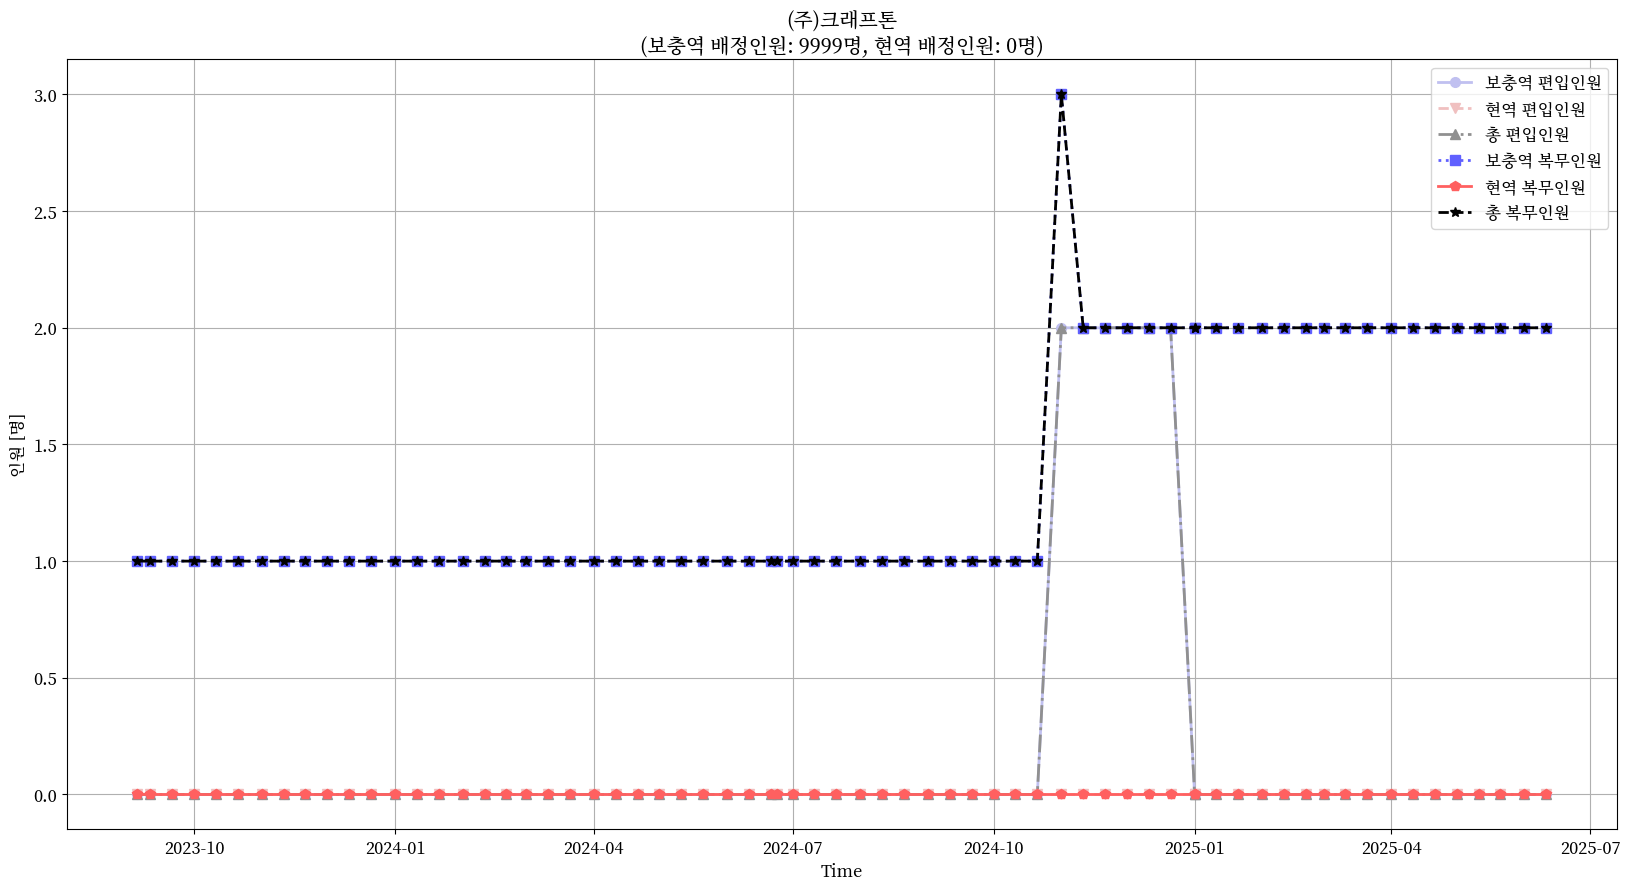 (주)크래프톤
(보충역 배정인원: 9999명, 현역 배정인원: 0명)
보충역 편입인원
현역 편입인원
총 편입인원
보충역 복무인원
현역 복무인원
총 복무인원
3.0
2.5
2.0
1.5
1.0
0.5
0.0
인원 [명]
2023-10
2024-01
2024-04
2024-07
2024-10
2025-01
2025-04
2025-07
Time